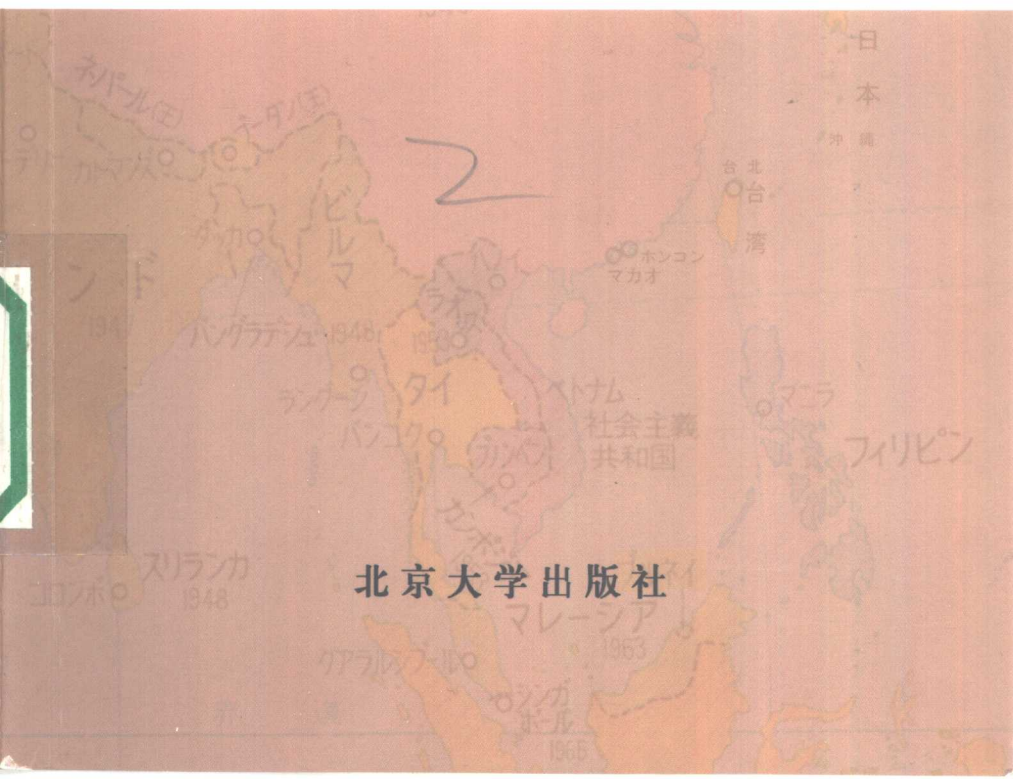 日
本
ネパール(王)
ブータン(王)
沖縄
カトマンズ
台北
台
湾
ビルマ
ダッカ
ホンコン
マカオ
ンド
194
ラオス
バングラデシュ
1948
タイ
ベトナム
社会主義
共和国
マニラ
ラングーン
バンコク
フィリピン
スリランカ
1948
コロンボ
北京大学出版社
マレーシア
1963
クアラルンプール
シンガ
ポール